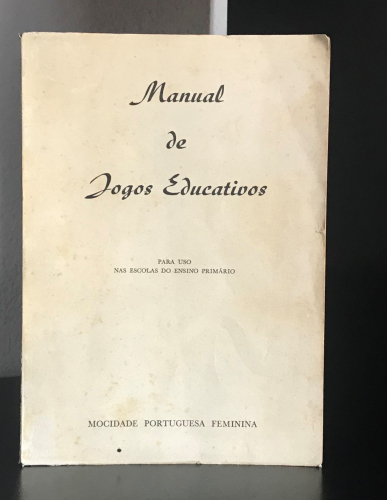 Manual
de
Jogos Educativos
PARA USO
NAS ESCOLAS DO ENSINO PRIMÁRIO
MOCIDADE PORTUGUESA FEMININA